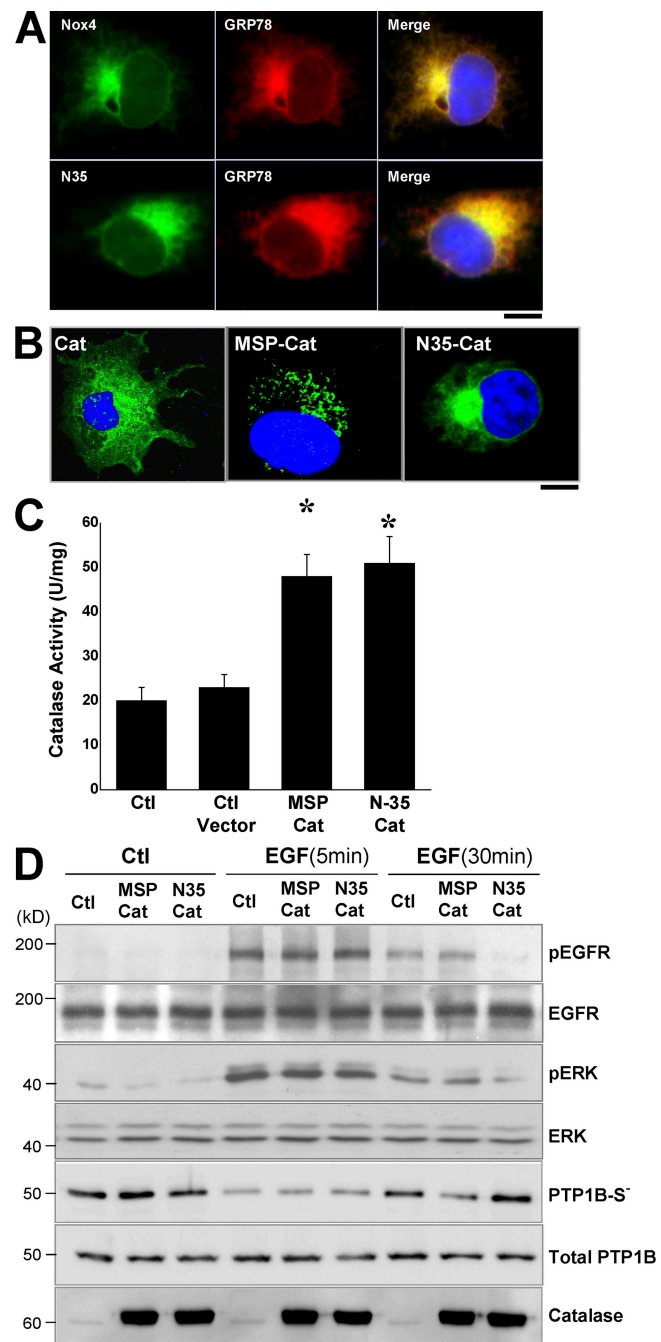 A
Nox4 GRP78 Merge
N35 GRP78 Merge
B
Cat MSP-Cat N35-Cat
C
Catalase Activity (U/mg)
60
50
40
30
20
10
0
* *
Ctl Ctl Vector MSP Cat N-35 Cat
D
Ctl EGF(5min) EGF(30min)
(kD) Ctl MSP Cat N35 Cat Ctl MSP Cat N35 Cat Ctl MSP Cat N35 Cat
200 pEGFR
200 EGFR
40 pERK
40 ERK
50 PTP1B-S⁻
50 Total PTP1B
60 Catalase